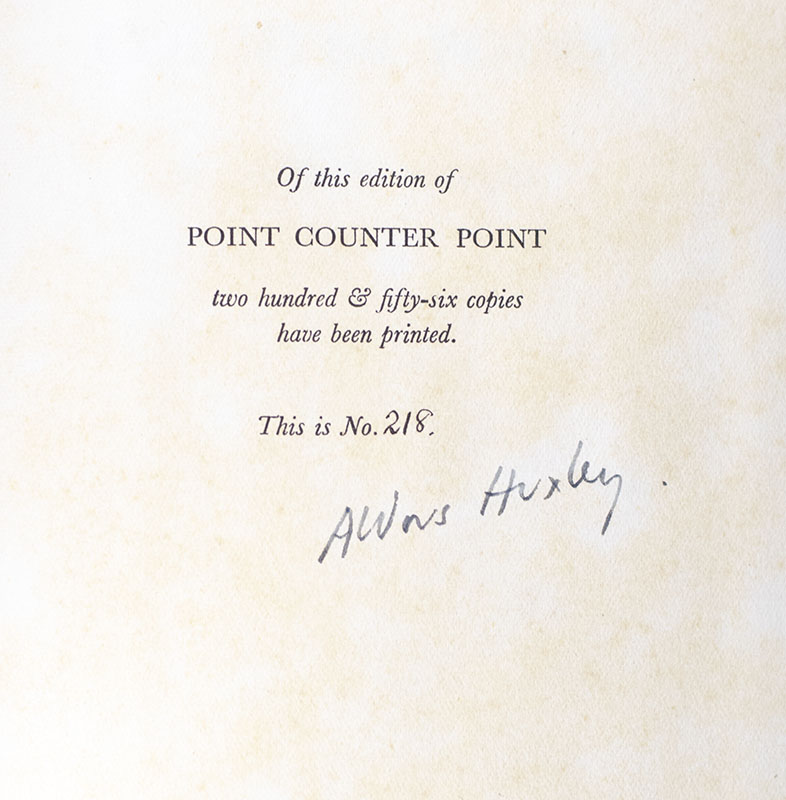 Of this edition of
POINT COUNTER POINT
two hundred & fifty-six copies
have been printed.
This is No. 218.
Aldous Huxley.